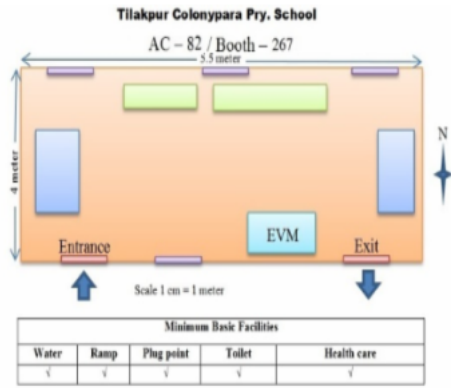 Tilakpur Colonypara Pry. School
AC – 82 / Booth – 267
5.5 meter
4 meter
N
EVM
Entrance
Exit
Scale 1 cm = 1 meter
Minimum Basic Facilities
Water Ramp Plug point Toilet Health care
√ √ √ √ √